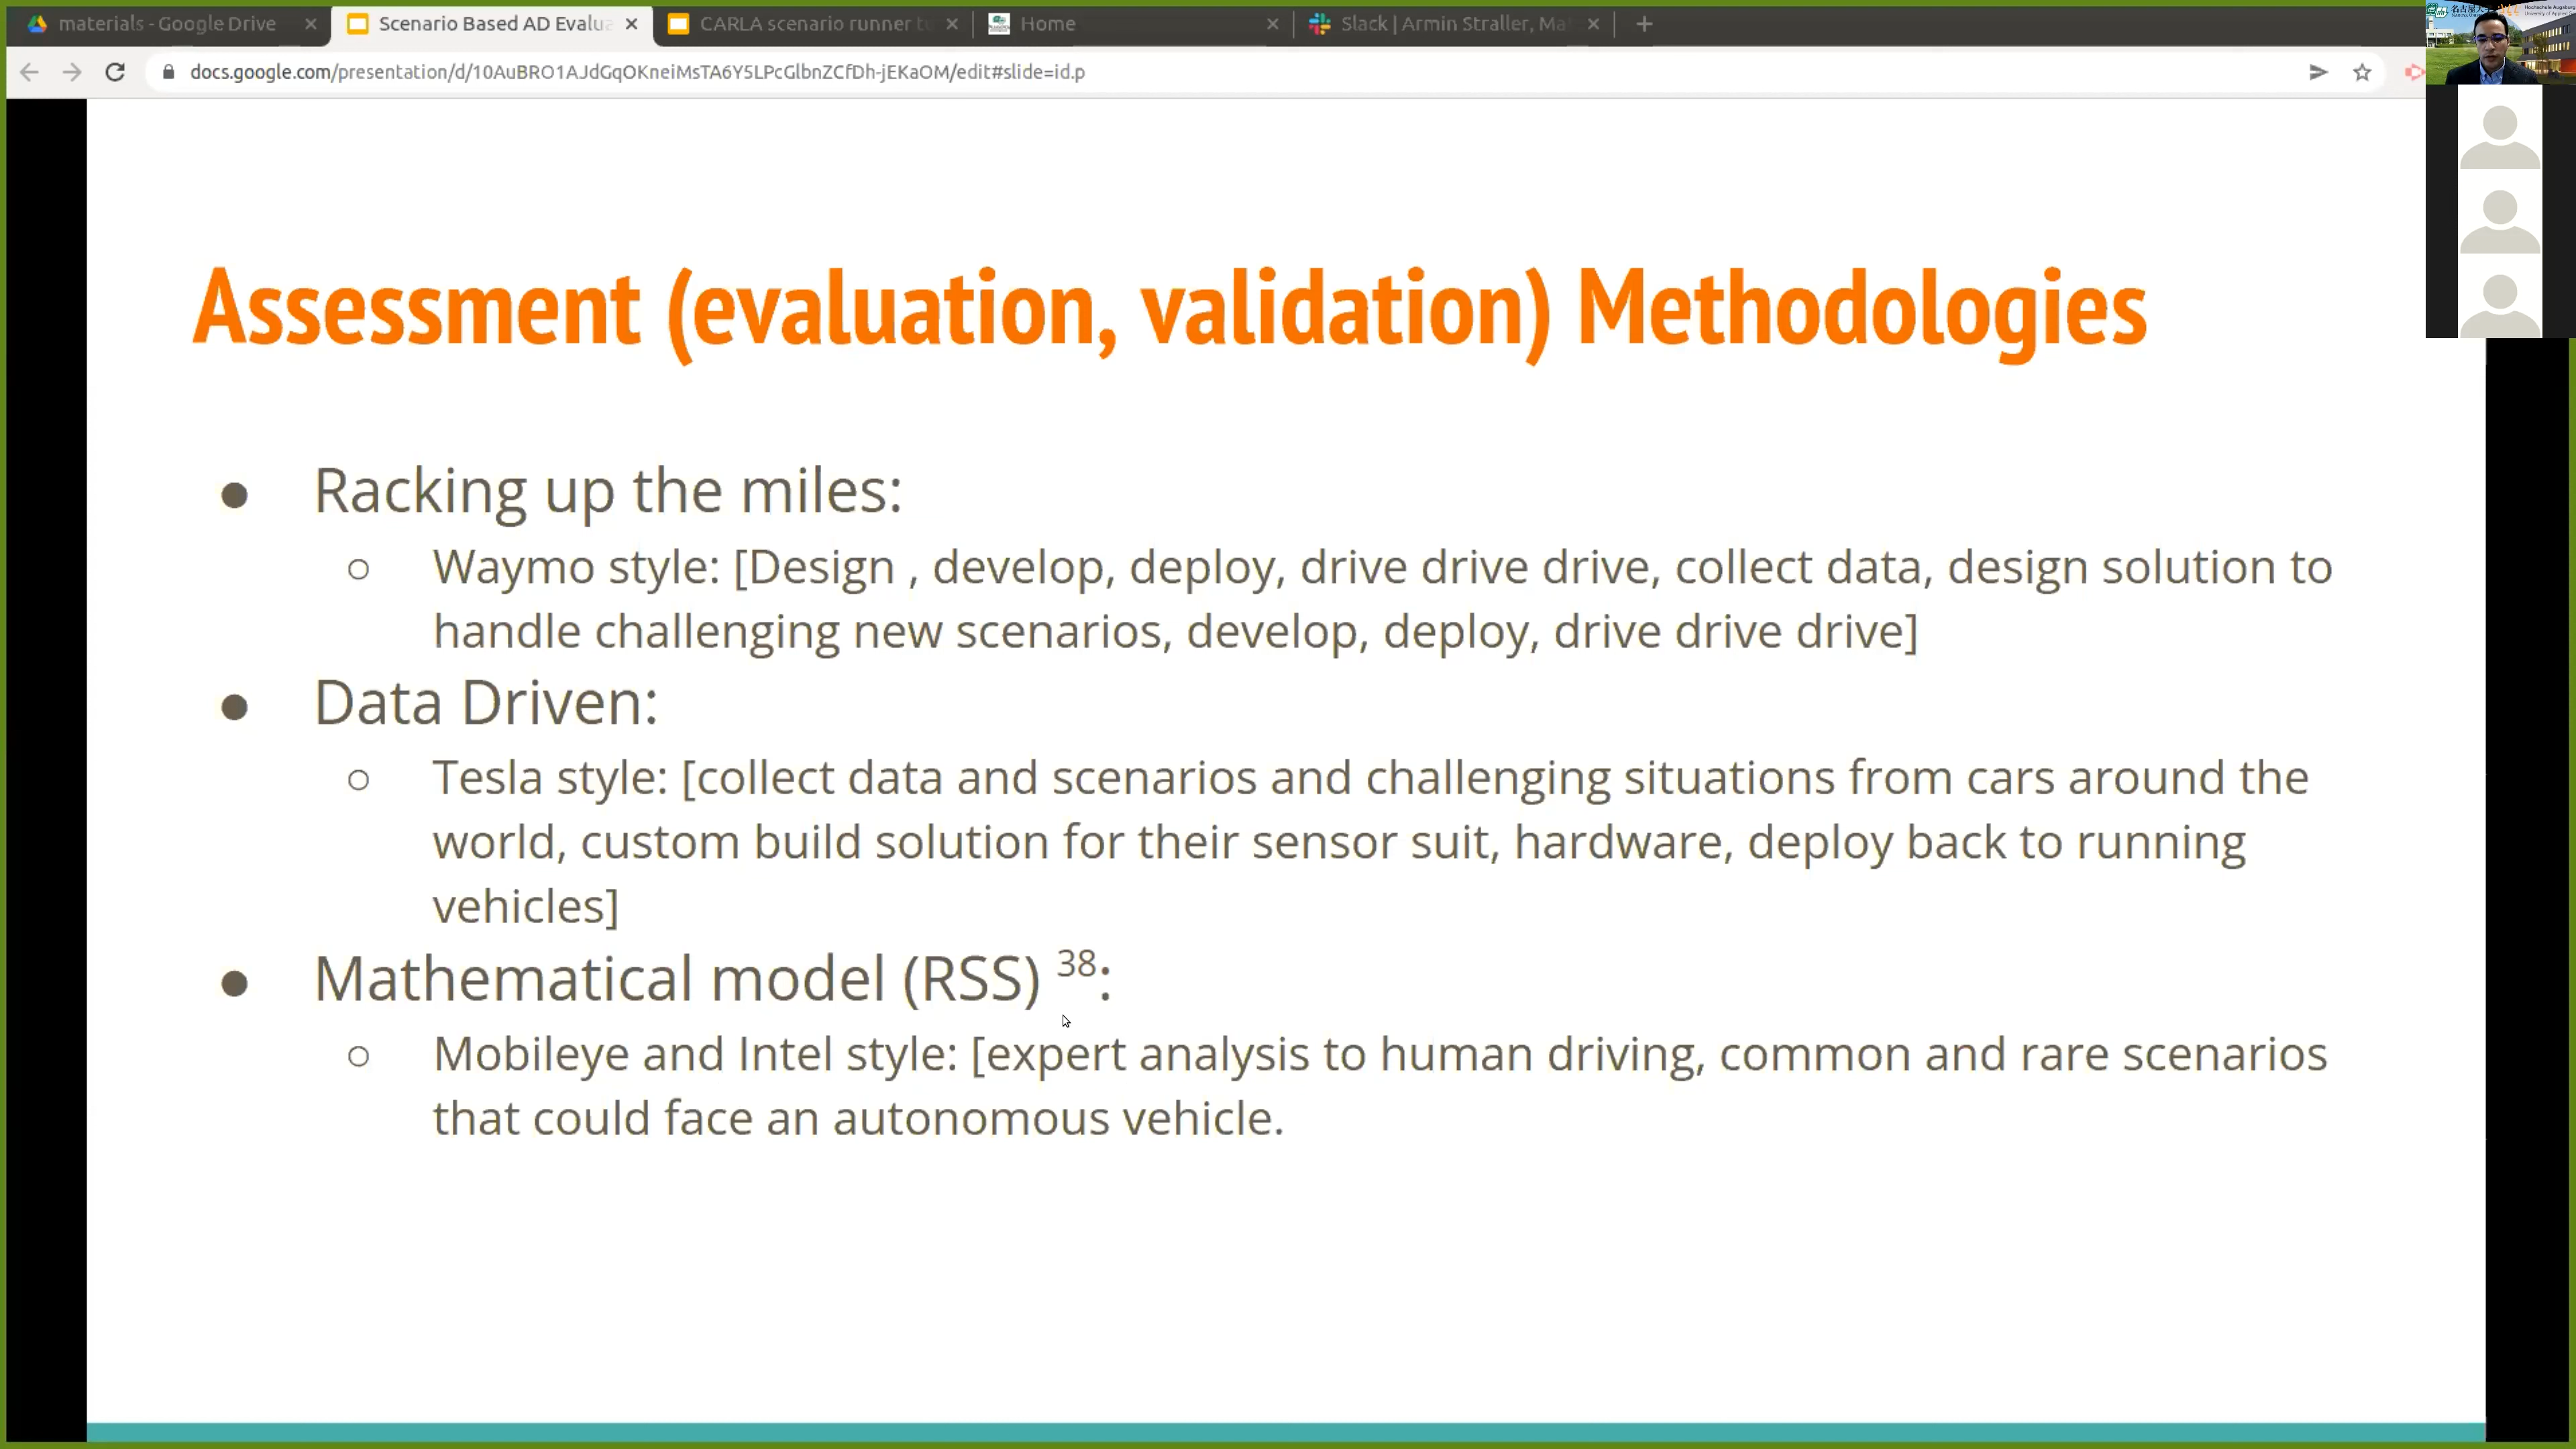 materials - Google Drive
Scenario Based AD Evalua
CARLA scenario runner tu
Home
Slack | Armin Straller, Ma
docs.google.com/presentation/d/10AuBRO1AJdGqOKneiMsTA6Y5LPcGlbnZCfDh-jEKaOM/edit#slide=id.p
Assessment (evaluation, validation) Methodologies
● Racking up the miles:
○ Waymo style: [Design , develop, deploy, drive drive drive, collect data, design solution to
handle challenging new scenarios, develop, deploy, drive drive drive]
● Data Driven:
○ Tesla style: [collect data and scenarios and challenging situations from cars around the
world, custom build solution for their sensor suit, hardware, deploy back to running
vehicles]
● Mathematical model (RSS) 38:
○ Mobileye and Intel style: [expert analysis to human driving, common and rare scenarios
that could face an autonomous vehicle.